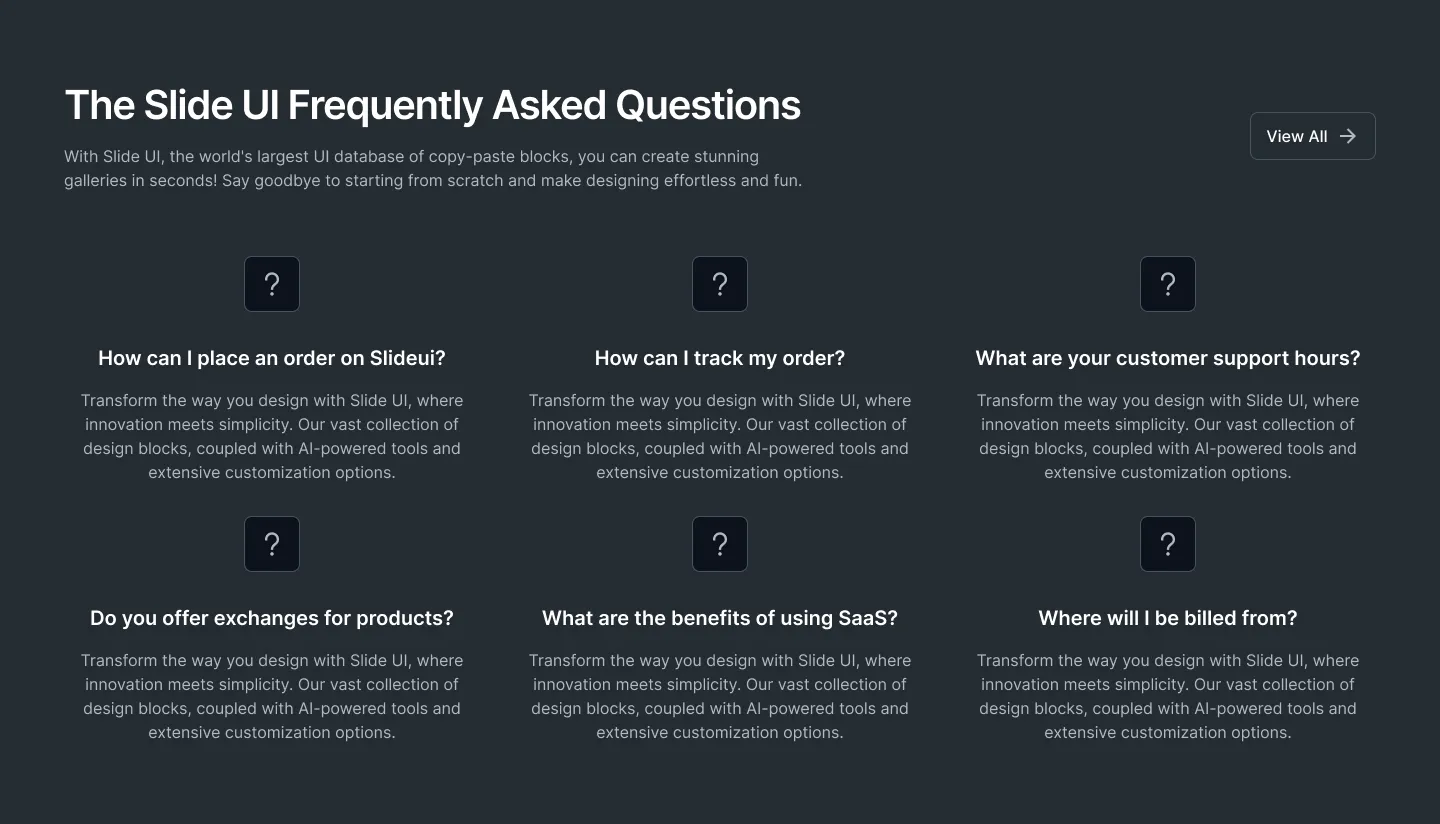 The Slide UI Frequently Asked Questions
With Slide UI, the world's largest UI database of copy-paste blocks, you can create stunning
galleries in seconds! Say goodbye to starting from scratch and make designing effortless and fun.
View All
?
How can I place an order on Slideui?
Transform the way you design with Slide UI, where
innovation meets simplicity. Our vast collection of
design blocks, coupled with AI-powered tools and
extensive customization options.
?
How can I track my order?
Transform the way you design with Slide UI, where
innovation meets simplicity. Our vast collection of
design blocks, coupled with AI-powered tools and
extensive customization options.
?
What are your customer support hours?
Transform the way you design with Slide UI, where
innovation meets simplicity. Our vast collection of
design blocks, coupled with AI-powered tools and
extensive customization options.
?
Do you offer exchanges for products?
Transform the way you design with Slide UI, where
innovation meets simplicity. Our vast collection of
design blocks, coupled with AI-powered tools and
extensive customization options.
?
What are the benefits of using SaaS?
Transform the way you design with Slide UI, where
innovation meets simplicity. Our vast collection of
design blocks, coupled with AI-powered tools and
extensive customization options.
?
Where will I be billed from?
Transform the way you design with Slide UI, where
innovation meets simplicity. Our vast collection of
design blocks, coupled with AI-powered tools and
extensive customization options.